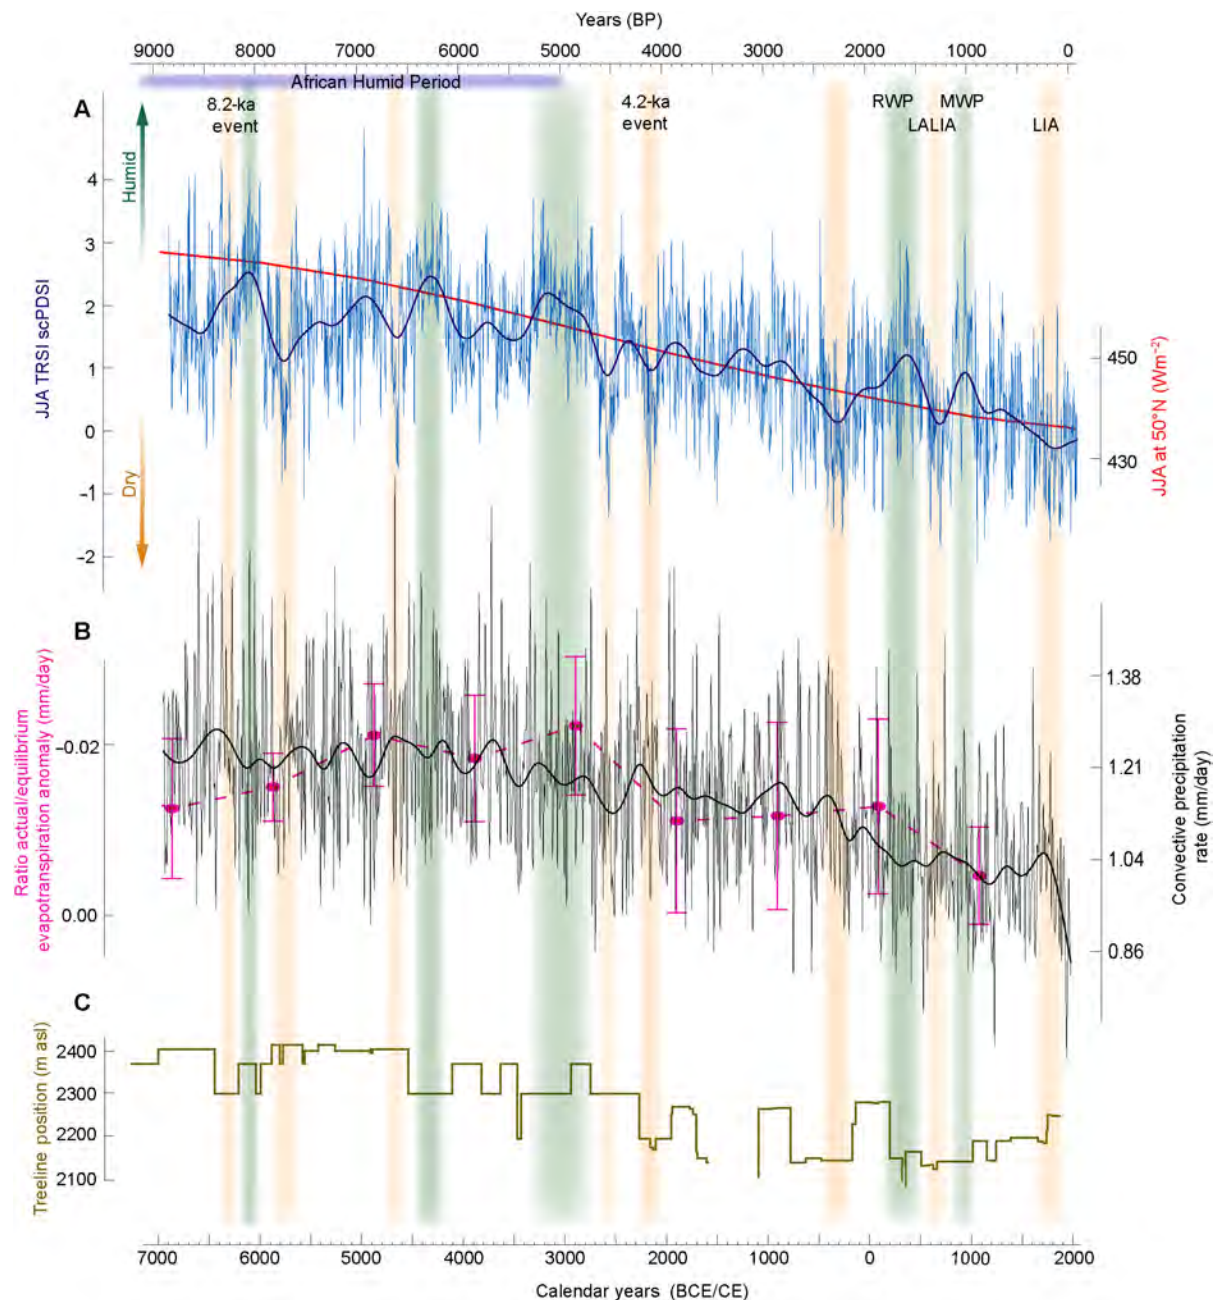 Years (BP)
9000 8000 7000 6000 5000 4000 3000 2000 1000 0
African Humid Period
A
8.2-ka
event
4.2-ka
event
RWP
MWP
LALIA
LIA
Humid
Dry
JJA TRSI scPDSI
4
3
2
1
0
−1
−2
450
430
JJA at 50°N (Wm⁻²)
B
Ratio actual/equilibrium
evapotranspiration anomaly (mm/day)
−0.02
0.00
1.38
1.21
1.04
0.86
Convective precipitation
rate (mm/day)
C
Treeline position (m asl)
2400
2300
2200
2100
7000 6000 5000 4000 3000 2000 1000 0 1000 2000
Calendar years (BCE/CE)